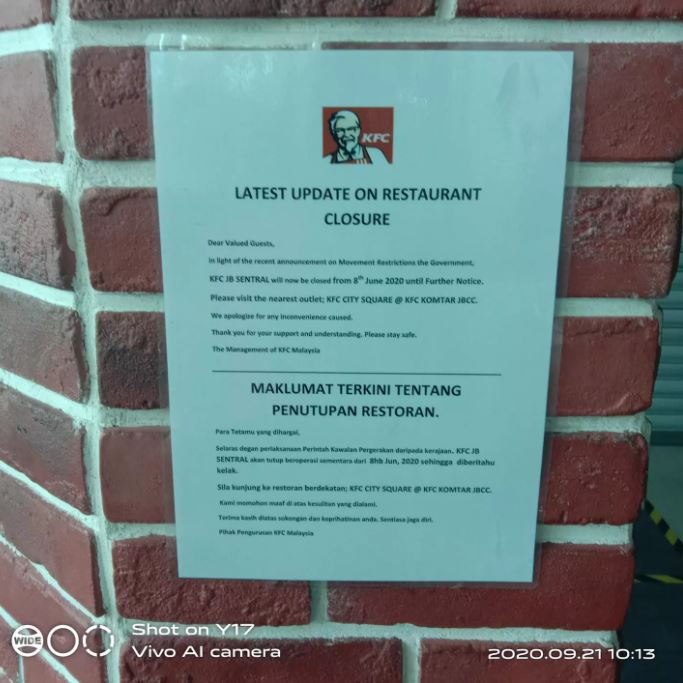 KFC
LATEST UPDATE ON RESTAURANT
CLOSURE
Dear Valued Guests,
In light of the recent announcement on Movement Restrictions the Government,
KFC JB SENTRAL will now be closed from 8th June 2020 until Further Notice.
Please visit the nearest outlet; KFC CITY SQUARE @ KFC KOMTAR JBCC.
We apologize for any inconvenience caused.
Thank you for your support and understanding. Please stay safe.
The Management of KFC Malaysia
MAKLUMAT TERKINI TENTANG
PENUTUPAN RESTORAN.
Para Tetamu yang dihargai,
Selaras degan perlaksanaan Perintah Kawalan Pergerakan daripada kerajaan. KFC JB
SENTRAL akan tutup beroperasi sementara dari 8hb Jun, 2020 sehingga diberitahu
kelak.
Sila kunjung ke restoran berdekatan; KFC CITY SQUARE @ KFC KOMTAR JBCC.
Kami momohon maaf di atas kesulitan yang dialami.
Terima kasih diatas sokongan dan keprihatinan anda. Sentiasa jaga diri.
Pihak Pengurusan KFC Malaysia
WIDE
Shot on Y17
Vivo AI camera
2020.09.21 10:13